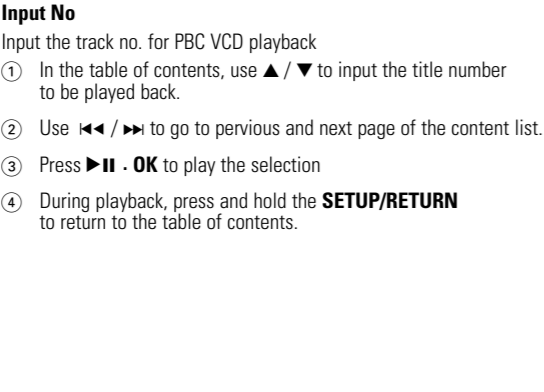 Input No
Input the track no. for PBC VCD playback
① In the table of contents, use ▲ / ▼ to input the title number
to be played back.
② Use ⏮ / ⏭ to go to pervious and next page of the content list.
③ Press ▶II . OK to play the selection
④ During playback, press and hold the SETUP/RETURN
to return to the table of contents.